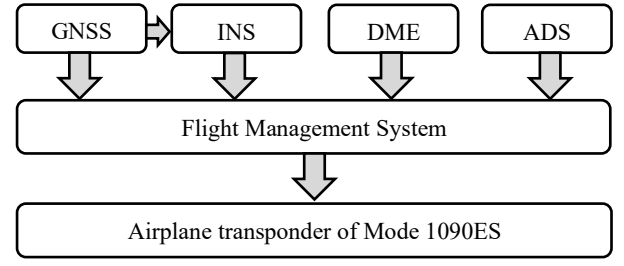 GNSS
INS
DME
ADS
Flight Management System
Airplane transponder of Mode 1090ES